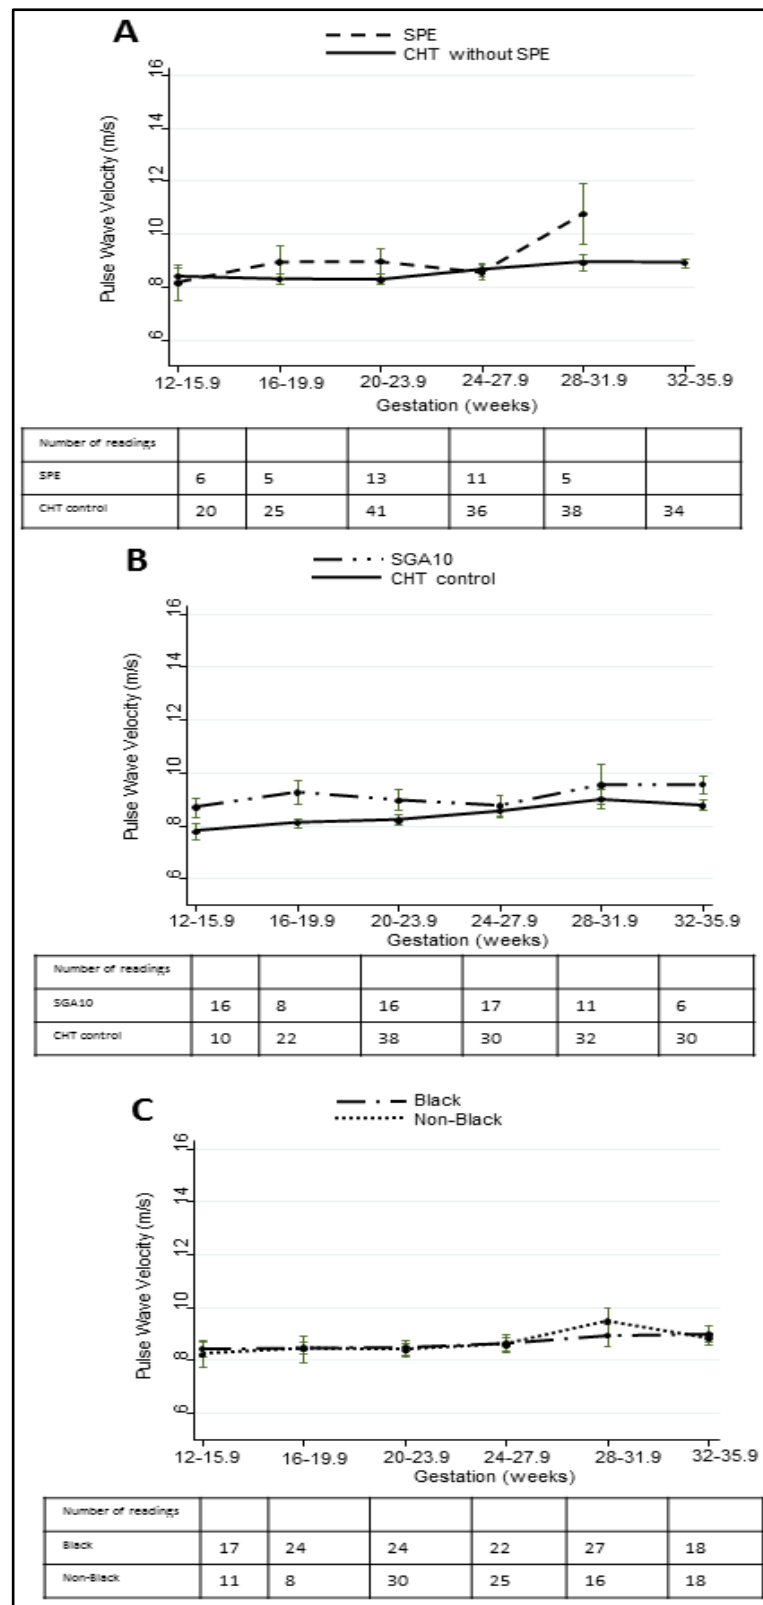 A
SPE
CHT without SPE
Pulse Wave Velocity (m/s)
16
14
12
10
8
6
12-15.9 16-19.9 20-23.9 24-27.9 28-31.9 32-35.9
Gestation (weeks)
Number of readings
SPE 6 5 13 11 5
CHT control 20 25 41 36 38 34
B
SGA10
CHT control
Pulse Wave Velocity (m/s)
16
14
12
10
8
6
12-15.9 16-19.9 20-23.9 24-27.9 28-31.9 32-35.9
Gestation (weeks)
Number of readings
SGA10 16 8 16 17 11 6
CHT control 10 22 38 30 32 30
C
Black
Non-Black
Pulse Wave Velocity (m/s)
16
14
12
10
8
6
12-15.9 16-19.9 20-23.9 24-27.9 28-31.9 32-35.9
Gestation (weeks)
Number of readings
Black 17 24 24 22 27 18
Non-Black 11 8 30 25 16 18